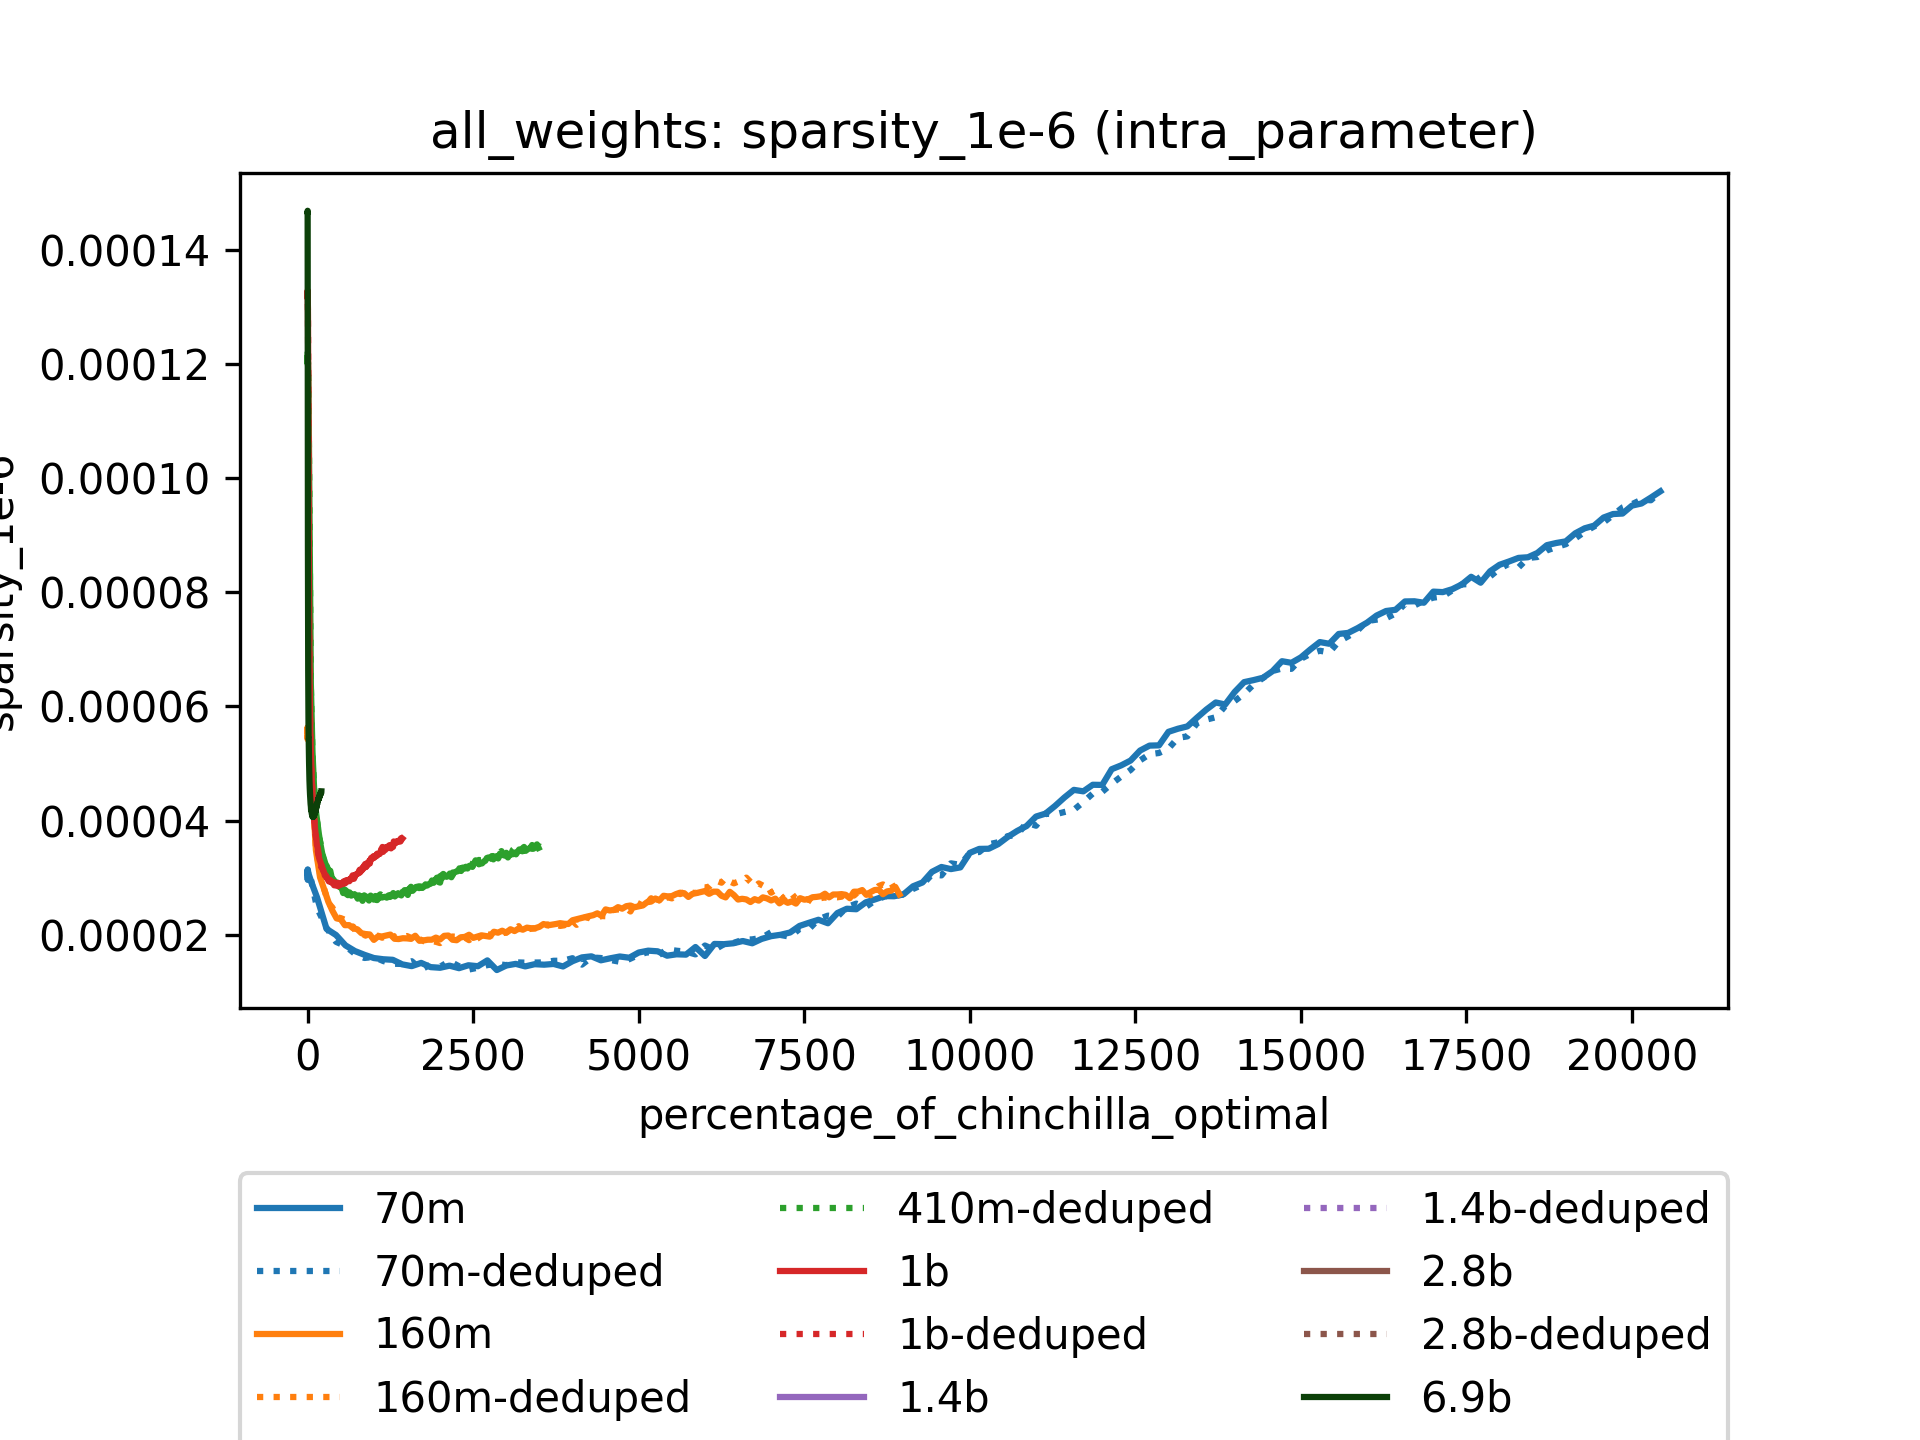 all_weights: sparsity_1e-6 (intra_parameter)
0.00014
0.00012
0.00010
0.00008
0.00006
0.00004
0.00002
sparsity_1e-6
0 2500 5000 7500 10000 12500 15000 17500 20000
percentage_of_chinchilla_optimal
70m
70m-deduped
160m
160m-deduped
410m-deduped
1b
1b-deduped
1.4b
1.4b-deduped
2.8b
2.8b-deduped
6.9b